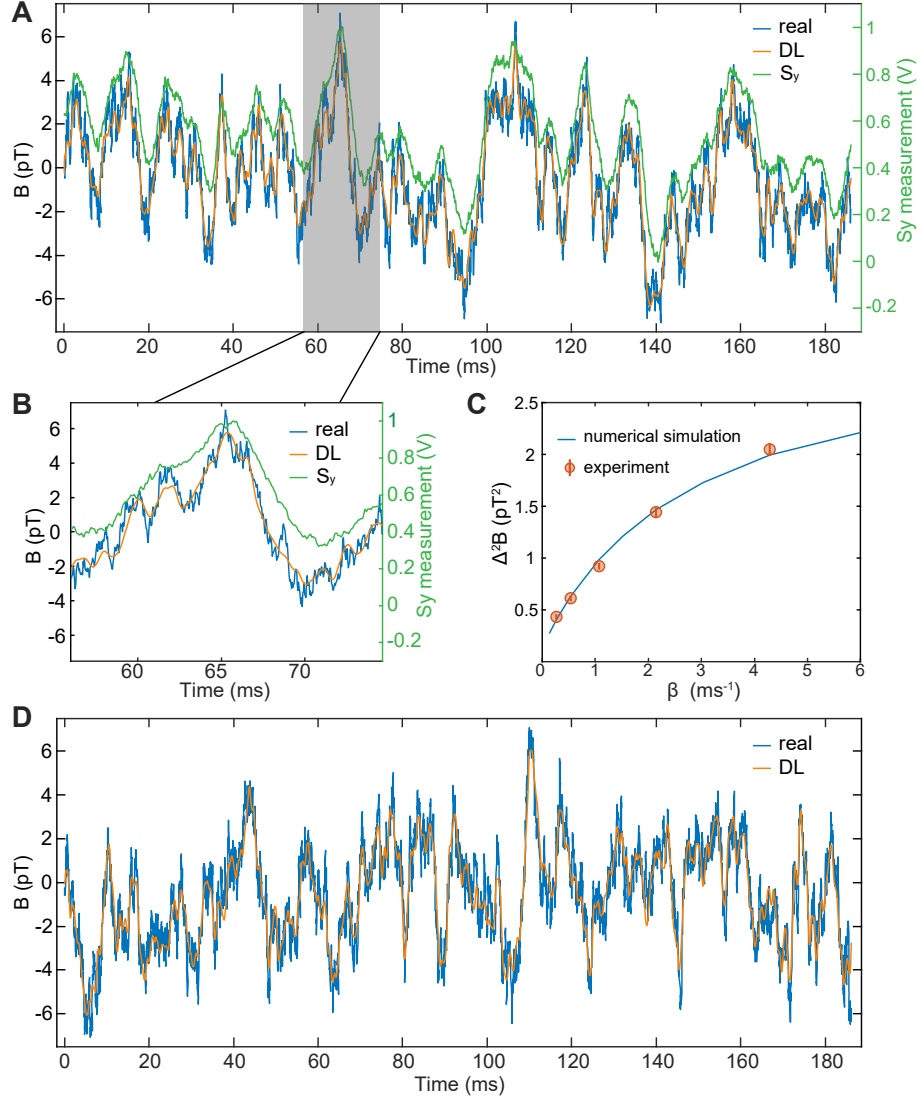 A
real
DL
Sy
B (pT)
6
4
2
0
-2
-4
-6
1
0.8
0.6
0.4
0.2
0
-0.2
Sy measurement (V)
0 20 40 60 80 100 120 140 160 180
Time (ms)
B
real
DL
Sy
B (pT)
6
4
2
0
-2
-4
-6
1
0.8
0.6
0.4
0.2
0
-0.2
Sy measurement (V)
60 65 70
Time (ms)
C
numerical simulation
experiment
Δ²B (pT²)
2.5
2
1.5
1
0.5
0 1 2 3 4 5 6
β (ms⁻¹)
D
real
DL
B (pT)
6
4
2
0
-2
-4
-6
0 20 40 60 80 100 120 140 160 180
Time (ms)